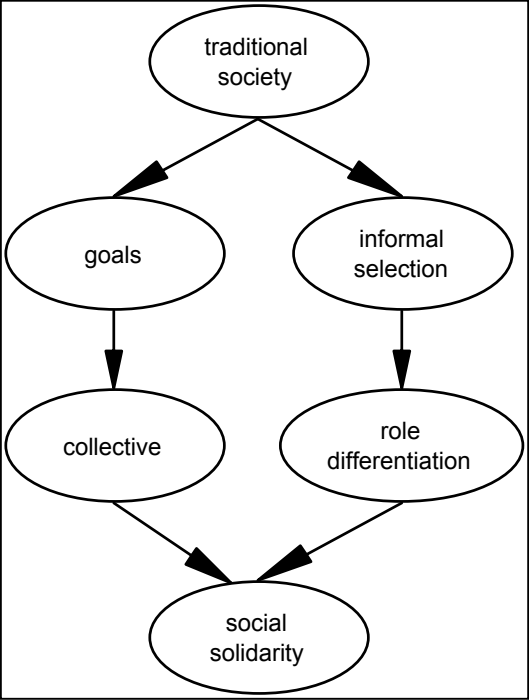 traditional
society
goals
informal
selection
collective
role
differentiation
social
solidarity